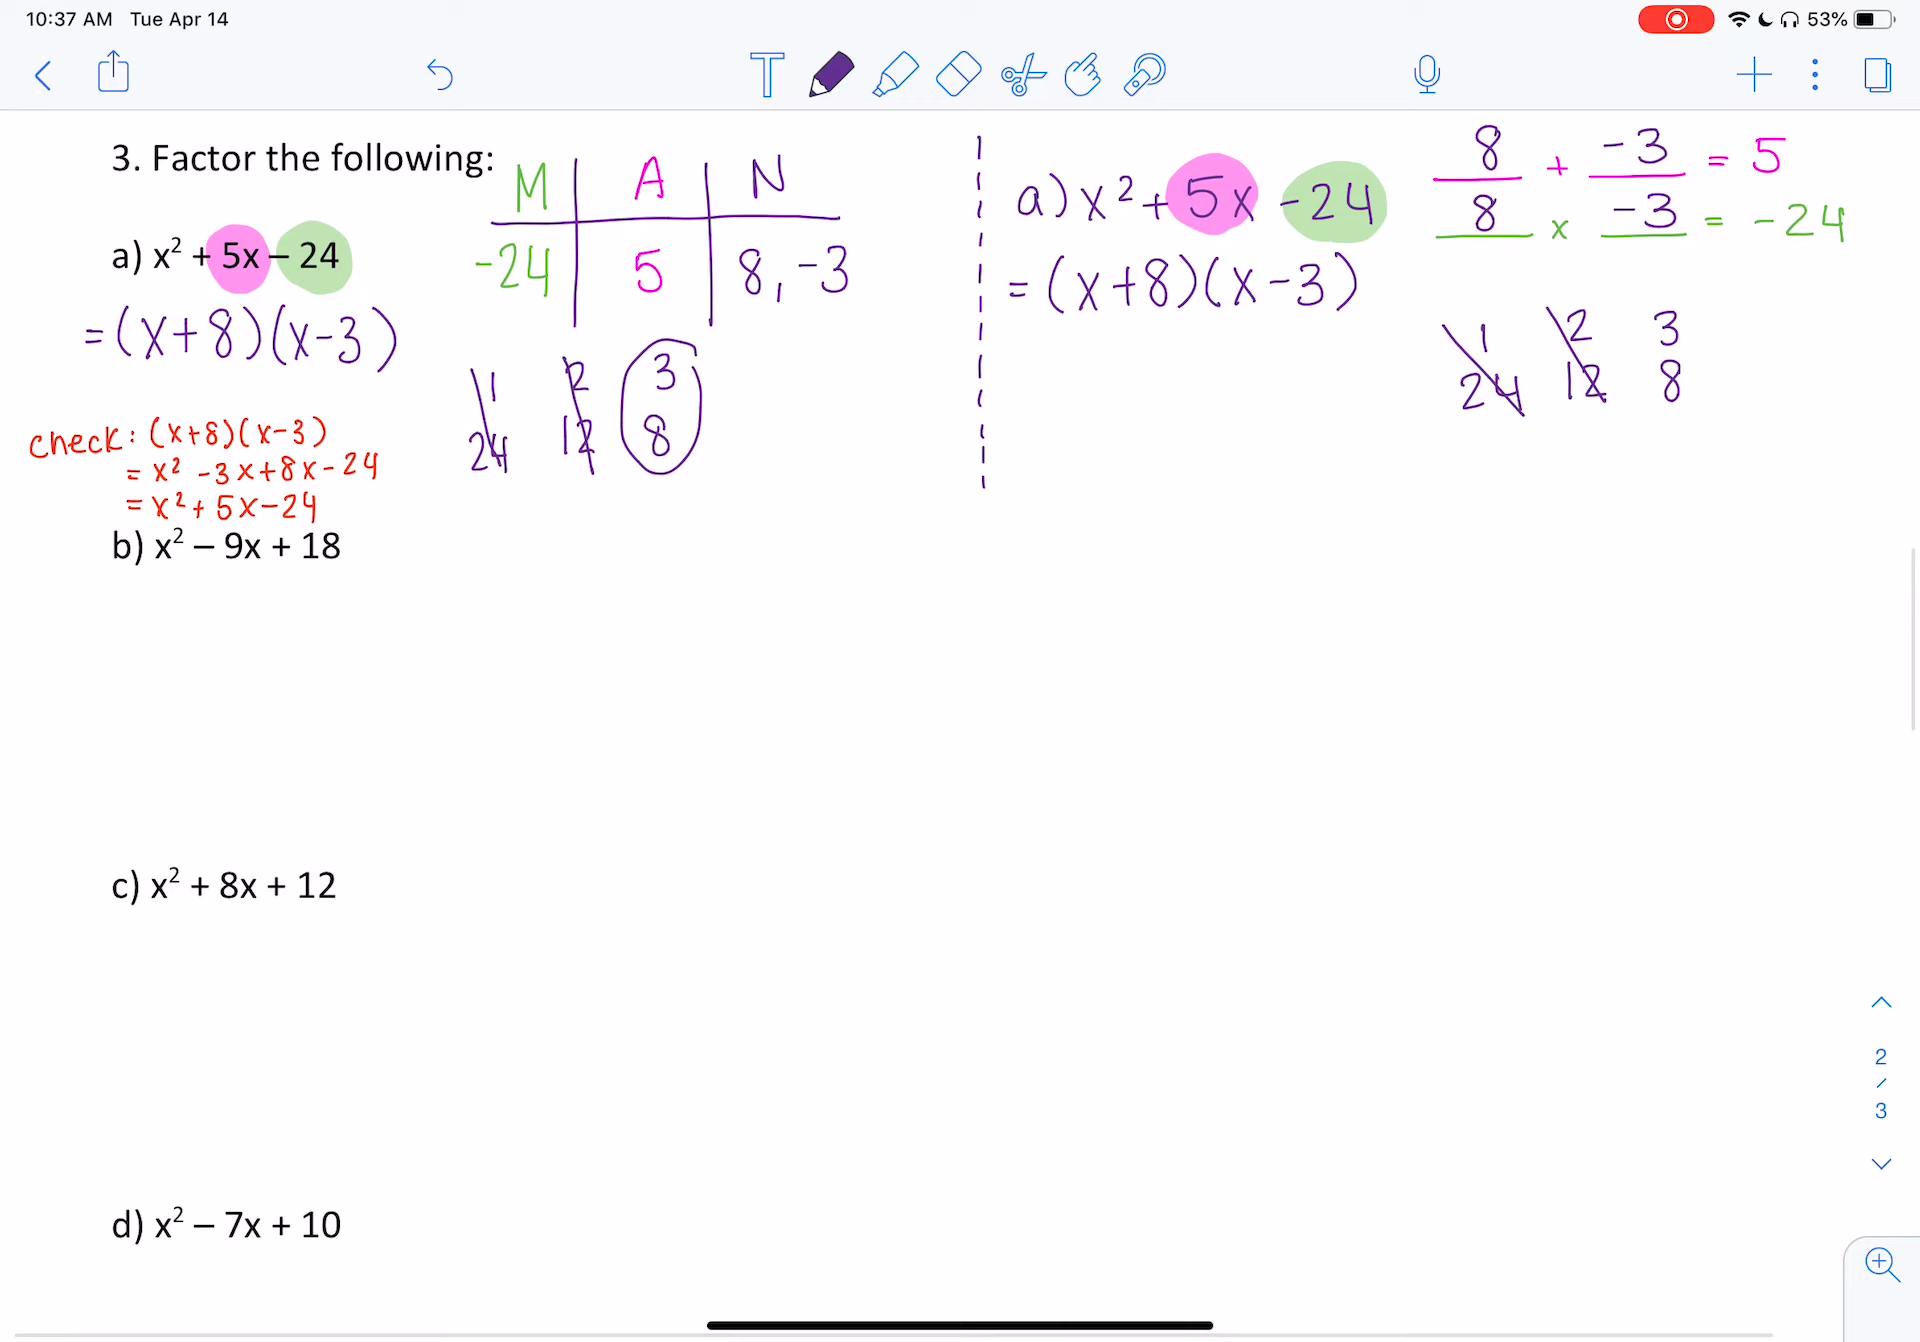 10:37 AM Tue Apr 14
53%
T
3. Factor the following:
M A N
-24 5 8, -3
a) x² + 5x – 24
= (x+8)(x-3)
1 2 3
24 12 8
check: (x+8)(x-3)
= x² -3x+8x-24
= x²+5x-24
a) x²+5x-24
= (x+8)(x-3)
8 + -3 = 5
8 x -3 = -24
1 2 3
24 12 8
b) x² – 9x + 18
c) x² + 8x + 12
d) x² – 7x + 10
2
/
3